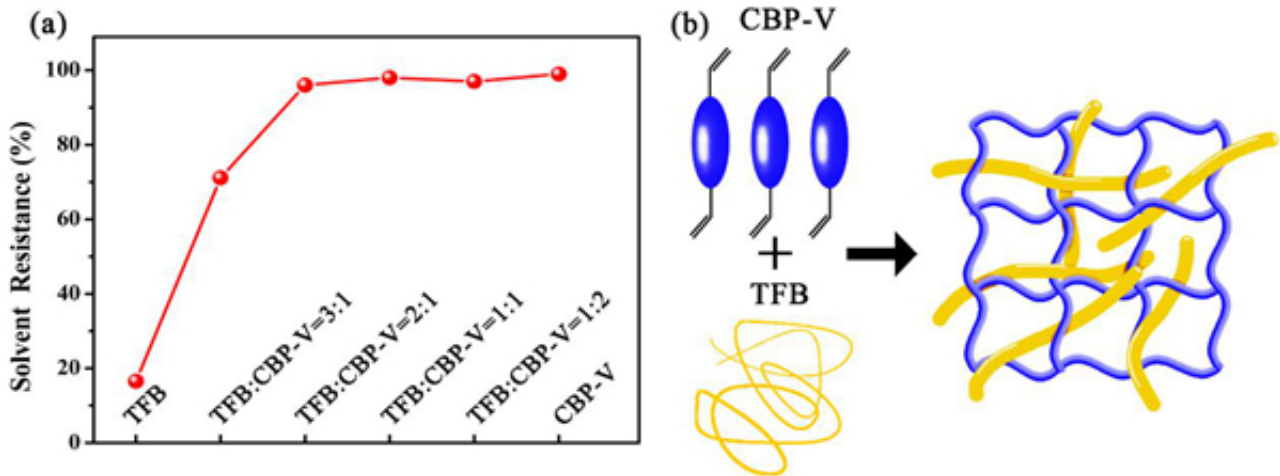 (a)
Solvent Resistance (%)
100
80
60
40
20
0
TFB
TFB:CBP-V=3:1
TFB:CBP-V=2:1
TFB:CBP-V=1:1
TFB:CBP-V=1:2
CBP-V
(b)
CBP-V
+
TFB